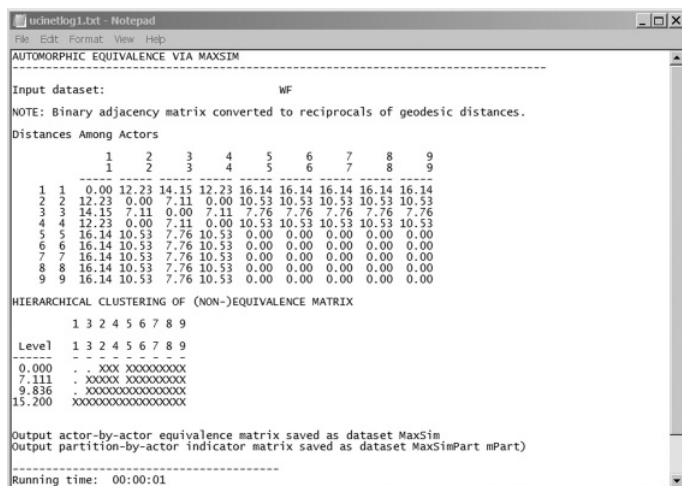 ucinetlog1.txt - Notepad
File Edit Format View Help
AUTOMORPHIC EQUIVALENCE VIA MAXSIM
--------------------------------------------------------------------------------
Input dataset: WF
NOTE: Binary adjacency matrix converted to reciprocals of geodesic distances.
Distances Among Actors
1 2 3 4 5 6 7 8 9
1 2 3 4 5 6 7 8 9
----- ----- ----- ----- ----- ----- ----- ----- -----
1 1 0.00 12.23 14.15 12.23 16.14 16.14 16.14 16.14 16.14
2 2 12.23 0.00 7.11 0.00 10.53 10.53 10.53 10.53 10.53
3 3 14.15 7.11 0.00 7.11 7.76 7.76 7.76 7.76 7.76
4 4 12.23 0.00 7.11 0.00 10.53 10.53 10.53 10.53 10.53
5 5 16.14 10.53 7.76 10.53 0.00 0.00 0.00 0.00 0.00
6 6 16.14 10.53 7.76 10.53 0.00 0.00 0.00 0.00 0.00
7 7 16.14 10.53 7.76 10.53 0.00 0.00 0.00 0.00 0.00
8 8 16.14 10.53 7.76 10.53 0.00 0.00 0.00 0.00 0.00
9 9 16.14 10.53 7.76 10.53 0.00 0.00 0.00 0.00 0.00
HIERARCHICAL CLUSTERING OF (NON-)EQUIVALENCE MATRIX
1 3 2 4 5 6 7 8 9
Level 1 3 2 4 5 6 7 8 9
------ - - - - - - - - -
0.000 . . XXX XXXXXXXXX
7.111 . XXXXX XXXXXXXXX
9.836 . XXXXXXXXXXXXXXX
15.200 XXXXXXXXXXXXXXXXX
Output actor-by-actor equivalence matrix saved as dataset MaxSim
Output partition-by-actor indicator matrix saved as dataset MaxSimPart mPart)
----------------------------------------
Running time: 00:00:01